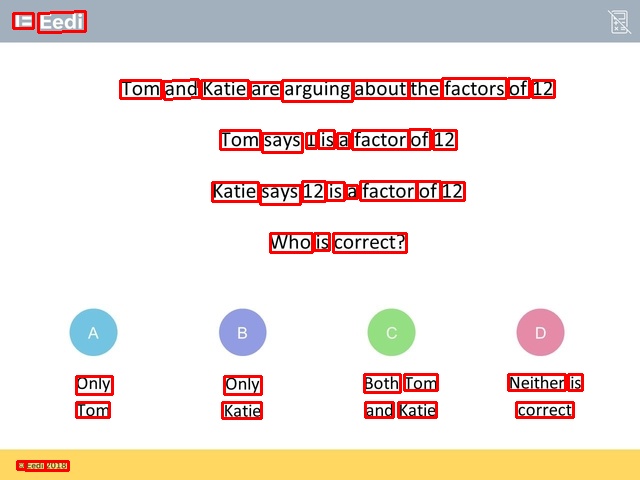 Eedi
Tom and Katie are arguing about the factors of 12
Tom says 1 is a factor of 12
Katie says 12 is a factor of 12
Who is correct?
A B C D
Only Only Both Tom Neither is
Tom Katie and Katie correct
© Eedi 2018